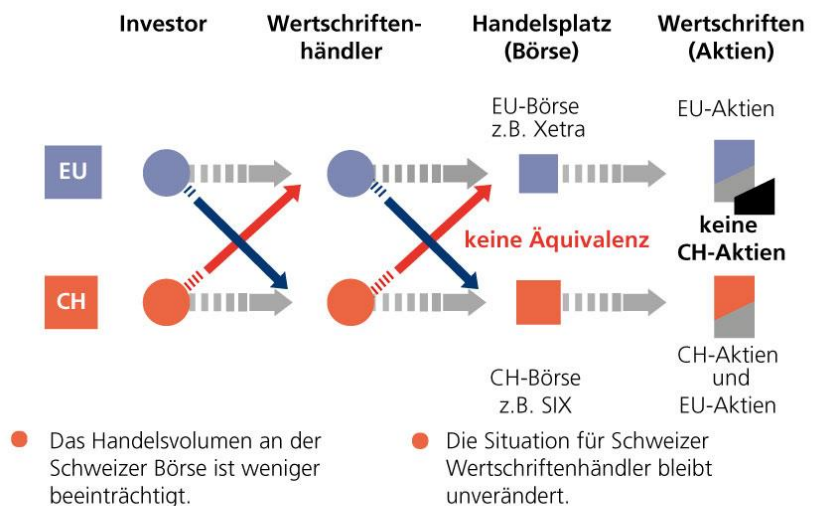 Investor
Wertschriften-
händler
Handelsplatz
(Börse)
Wertschriften
(Aktien)
EU-Börse
z.B. Xetra
EU-Aktien
EU
keine Äquivalenz
keine
CH-Aktien
CH
CH-Börse
z.B. SIX
CH-Aktien
und
EU-Aktien
Das Handelsvolumen an der
Schweizer Börse ist weniger
beeinträchtigt.
Die Situation für Schweizer
Wertschriftenhändler bleibt
unverändert.